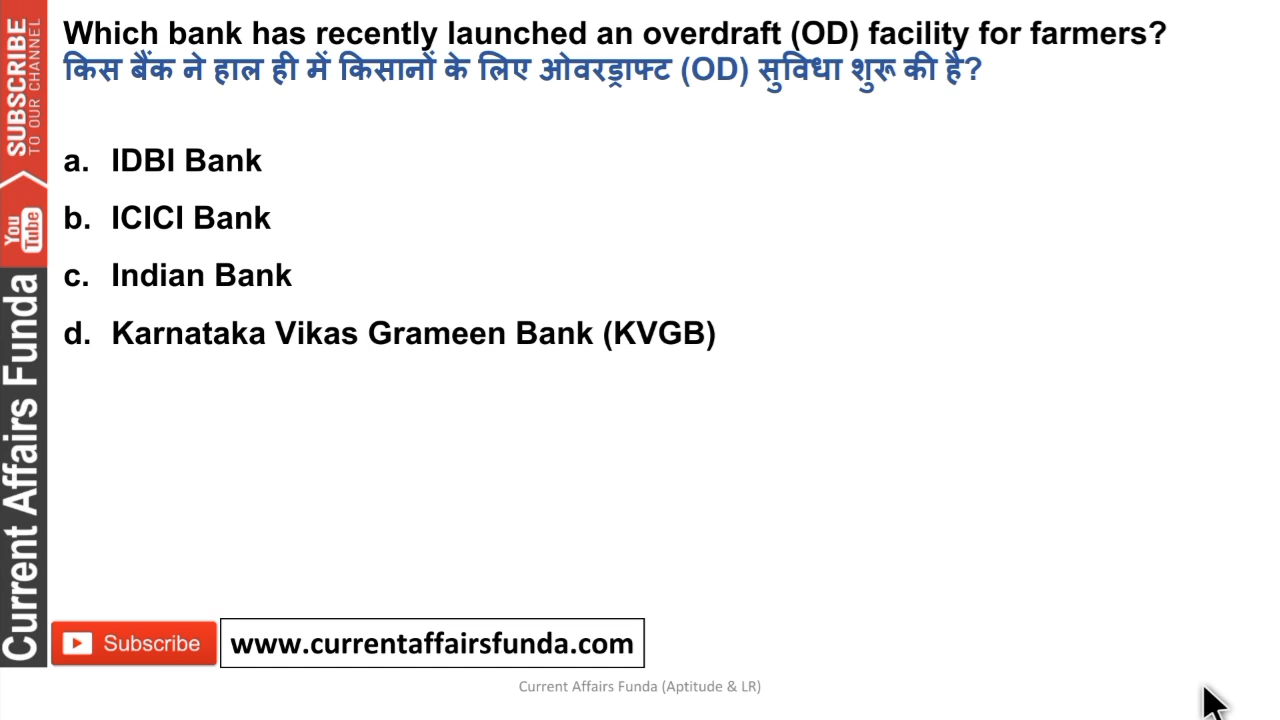 Which bank has recently launched an overdraft (OD) facility for farmers?
किस बैंक ने हाल ही में किसानों के लिए ओवरड्राफ्ट (OD) सुविधा शुरू की है?
a. IDBI Bank
b. ICICI Bank
c. Indian Bank
d. Karnataka Vikas Grameen Bank (KVGB)
SUBSCRIBE
TO OUR CHANNEL
You
Tube
Current Affairs Funda
Subscribe
www.currentaffairsfunda.com
Current Affairs Funda (Aptitude & LR)